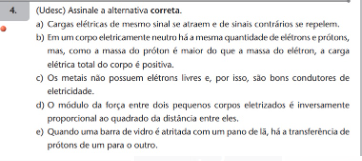 4. (Udesc) Assinale a alternativa correta.
a) Cargas elétricas de mesmo sinal se atraem e de sinais contrários se repelem.
b) Em um corpo eletricamente neutro há a mesma quantidade de elétrons e prótons,
mas, como a massa do próton é maior do que a massa do elétron, a carga
elétrica total do corpo é positiva.
c) Os metais não possuem elétrons livres e, por isso, são bons condutores de
eletricidade.
d) O módulo da força entre dois pequenos corpos eletrizados é inversamente
proporcional ao quadrado da distância entre eles.
e) Quando uma barra de vidro é atritada com um pano de lã, há a transferência de
prótons de um para o outro.